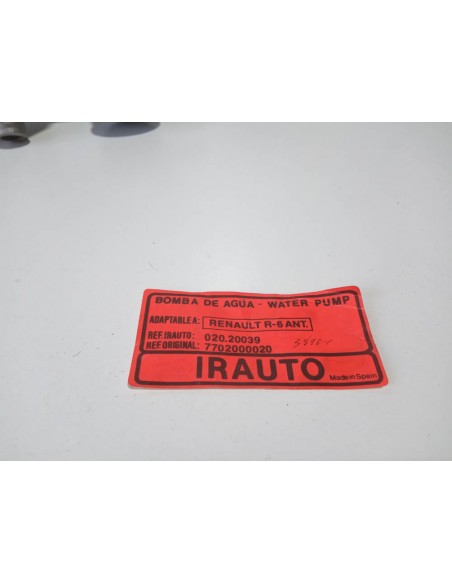 BOMBA DE AGUA - WATER PUMP
ADAPTABLE A: RENAULT R-6 ANT.
REF. IRAUTO: 020.20039
REF. ORIGINAL: 7702000020
IRAUTO
Made in Spain